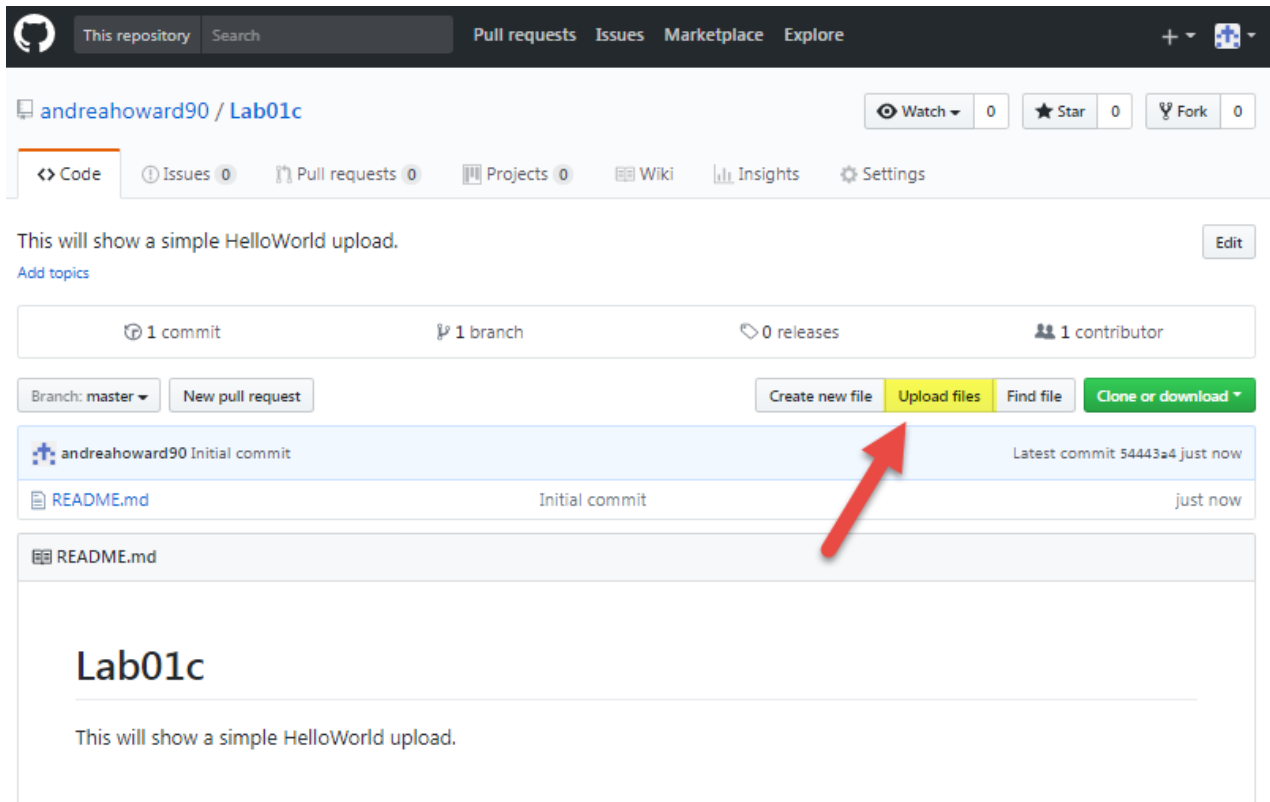 This repository Search Pull requests Issues Marketplace Explore
andreahoward90 / Lab01c Watch 0 Star 0 Fork 0
Code Issues 0 Pull requests 0 Projects 0 Wiki Insights Settings
This will show a simple HelloWorld upload. Edit
Add topics
1 commit 1 branch 0 releases 1 contributor
Branch: master New pull request Create new file Upload files Find file Clone or download
andreahoward90 Initial commit Latest commit 54443a4 just now
README.md Initial commit just now
README.md
Lab01c
This will show a simple HelloWorld upload.